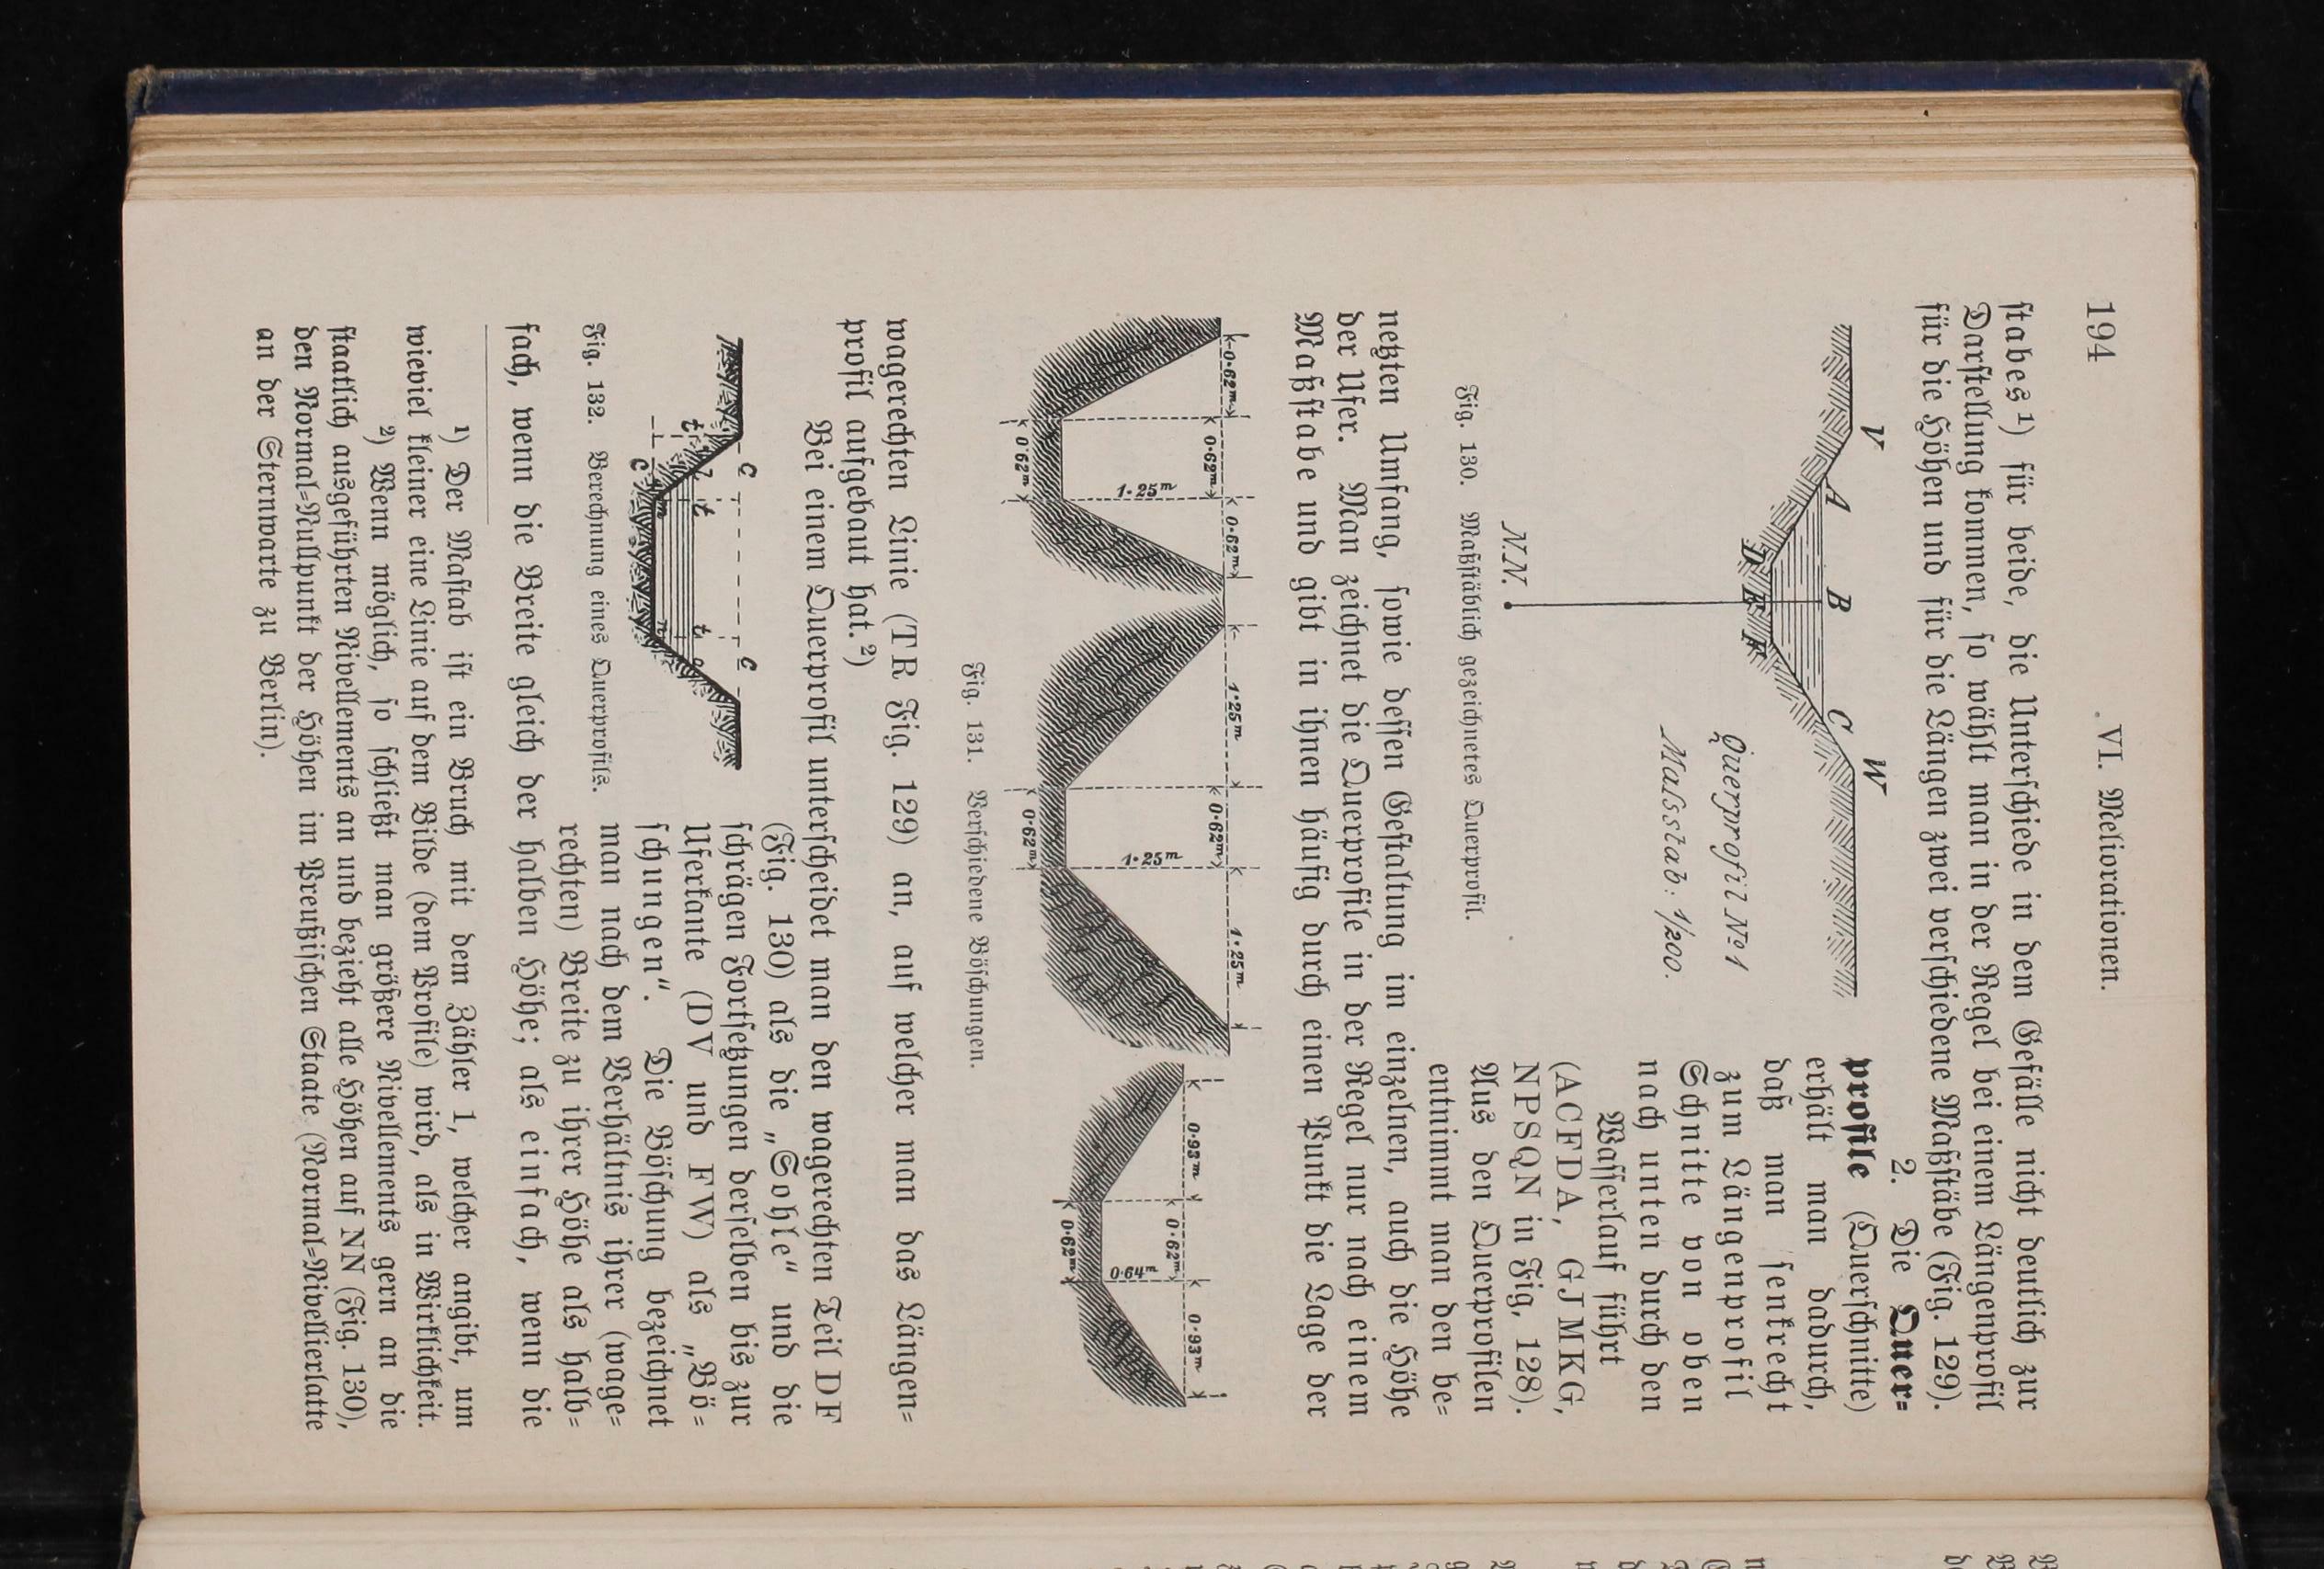 194
VI. Meliorationen.
stabes¹) für beide, die Unterschiede in dem Gefälle nicht deutlich zur
Darstellung kommen, so wählt man in der Regel bei einem Längenprofil
für die Höhen und für die Längen zwei verschiedene Maßstäbe (Fig. 129).
V
A
B
C
W
D
E
F
N.N.
Querprofil No 1
Malsstab: 1/200.
Fig. 130. Maßstäblich gezeichnetes Querprofil.
2. Die Quer-
profile (Querschnitte)
erhält man dadurch,
daß man senkrecht
zum Längenprofil
Schnitte von oben
nach unten durch den
Wasserlauf führt
(ACFDA, GJMKG,
NPSQN in Fig. 128).
Aus den Querprofilen
entnimmt man den be-
netzten Umfang, sowie dessen Gestaltung im einzelnen, auch die Höhe
der Ufer. Man zeichnet die Querprofile in der Regel nur nach einem
Maßstabe und gibt in ihnen häufig durch einen Punkt die Lage der
0·62m
0·62m
1·25m
0·62m
0·62m
1·25m
0·62m
1·25m
1·25m
0·62m
0·93m
0·62m
0·64m
0·93m
0·62m
Fig. 131. Verschiedene Böschungen.
wagerechten Linie (TR Fig. 129) an, auf welcher man das Längen-
profil aufgebaut hat.²)
Bei einem Querprofil unterscheidet man den wagerechten Teil DF
(Fig. 130) als die „Sohle“ und die
schrägen Fortsetzungen derselben bis zur
Uferkante (DV und FW) als „Bö-
schungen“. Die Böschung bezeichnet
man nach dem Verhältnis ihrer (wage-
rechten) Breite zu ihrer Höhe als halb-
c
c
t
t
t
c
m
n
Fig. 132. Berechnung eines Querprofils.
fach, wenn die Breite gleich der halben Höhe; als einfach, wenn die
¹) Der Maßtab ist ein Bruch mit dem Zähler 1, welcher angibt, um
wieviel kleiner eine Linie auf dem Bilde (dem Profile) wird, als in Wirklichkeit.
²) Wenn möglich, so schließt man größere Nivellements gern an die
staatlich ausgeführten Nivellements an und bezieht alle Höhen auf NN (Fig. 130),
den Normal-Nullpunkt der Höhen im Preußischen Staate (Normal-Nivellierlatte
an der Sternwarte zu Berlin).